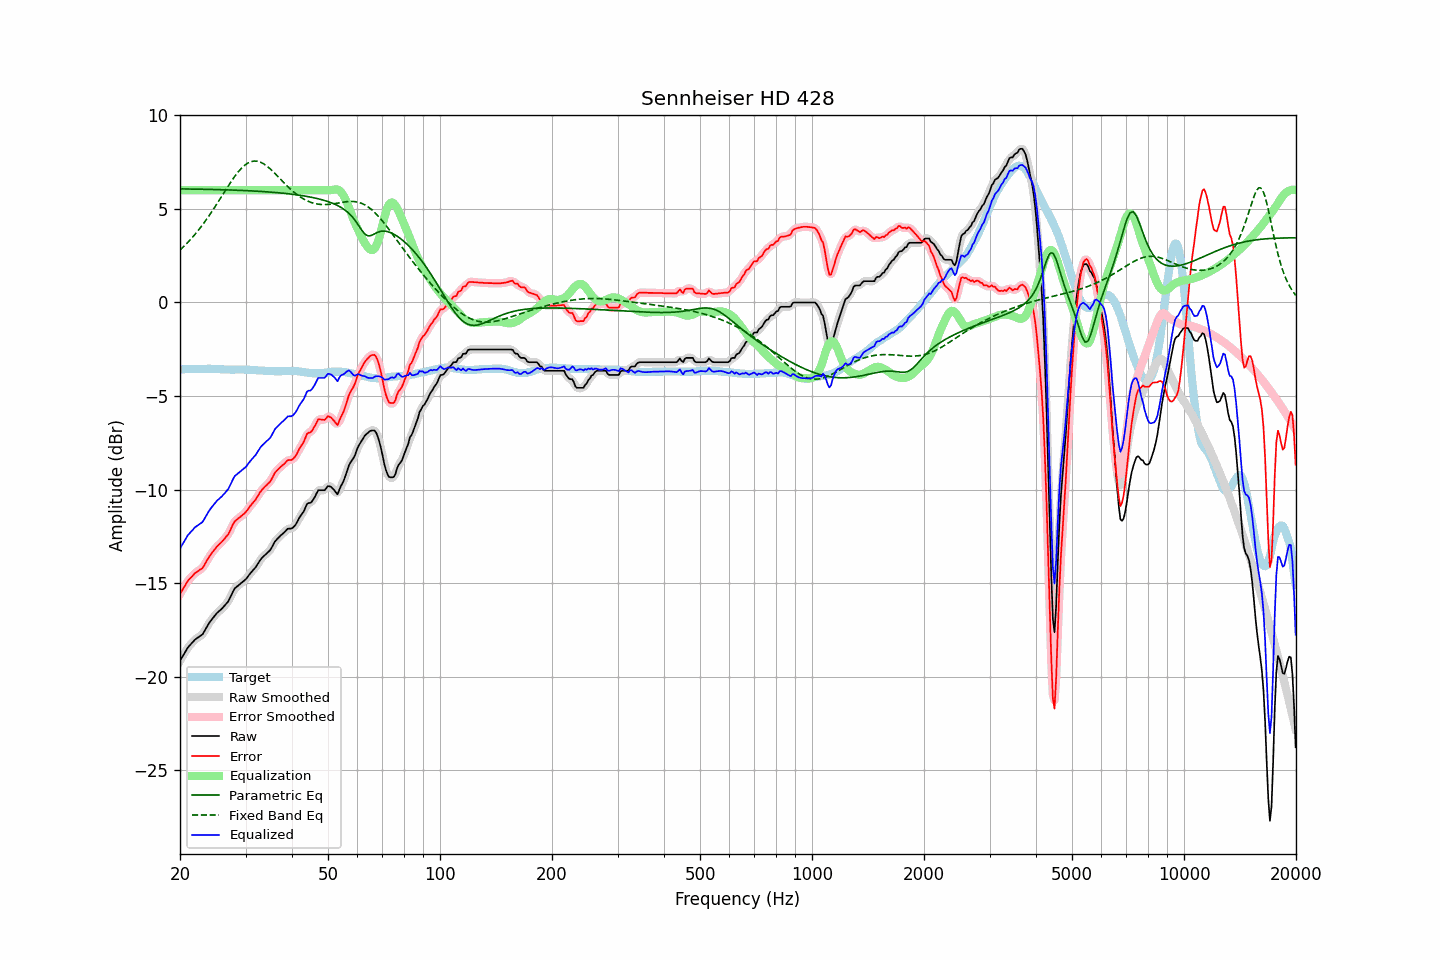 Sennheiser HD 428
Amplitude (dBr)
10
5
0
−5
−10
−15
−20
−25
Target
Raw Smoothed
Error Smoothed
Raw
Error
Equalization
Parametric Eq
Fixed Band Eq
Equalized
20 50 100 200 500 1000 2000 5000 10000 20000
Frequency (Hz)